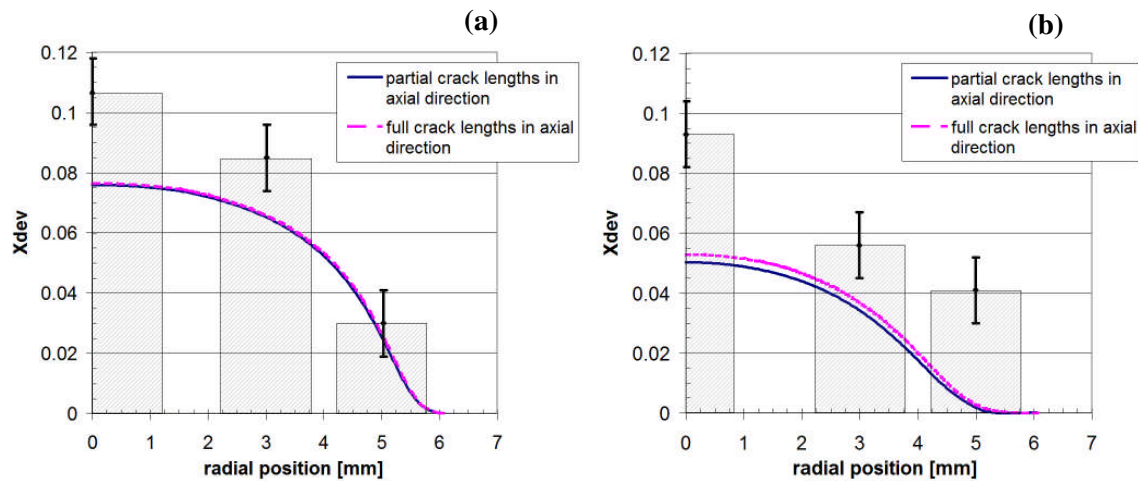 (a)
0.12
0.1
0.08
0.06
0.04
0.02
0
Xdev
0 1 2 3 4 5 6 7
radial position [mm]
partial crack lengths in
axial direction
full crack lengths in axial
direction
(b)
0.12
0.1
0.08
0.06
0.04
0.02
0
Xdev
0 1 2 3 4 5 6 7
radial position [mm]
partial crack lengths in
axial direction
full crack lengths in axial
direction